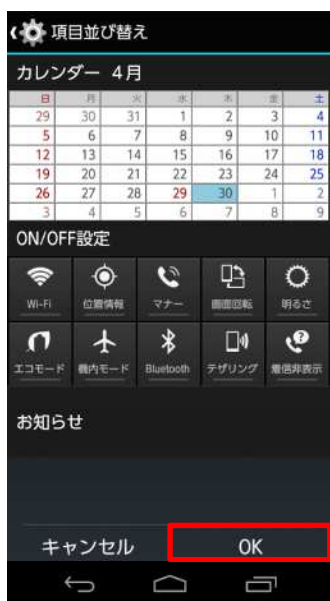 項目並び替え
カレンダー 4月
日 月 火 水 木 金 土
29 30 31 1 2 3 4
5 6 7 8 9 10 11
12 13 14 15 16 17 18
19 20 21 22 23 24 25
26 27 28 29 30 1 2
3 4 5 6 7 8 9
ON/OFF設定
Wi-Fi 位置情報 マナー 画面回転 明るさ
エコモード 機内モード Bluetooth テザリング 着信非表示
お知らせ
キャンセル OK